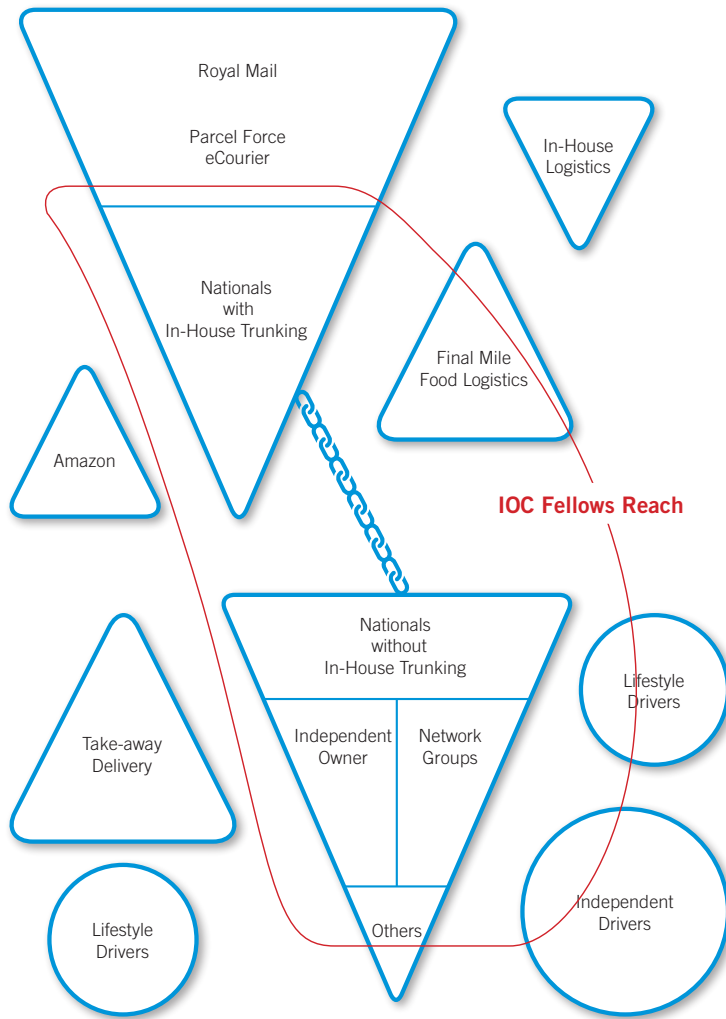 Royal Mail
Parcel Force
eCourier
In-House
Logistics
Nationals
with
In-House Trunking
Final Mile
Food Logistics
Amazon
IOC Fellows Reach
Nationals
without
In-House Trunking
Lifestyle
Drivers
Independent
Owner
Network
Groups
Take-away
Delivery
Independent
Drivers
Others
Lifestyle
Drivers